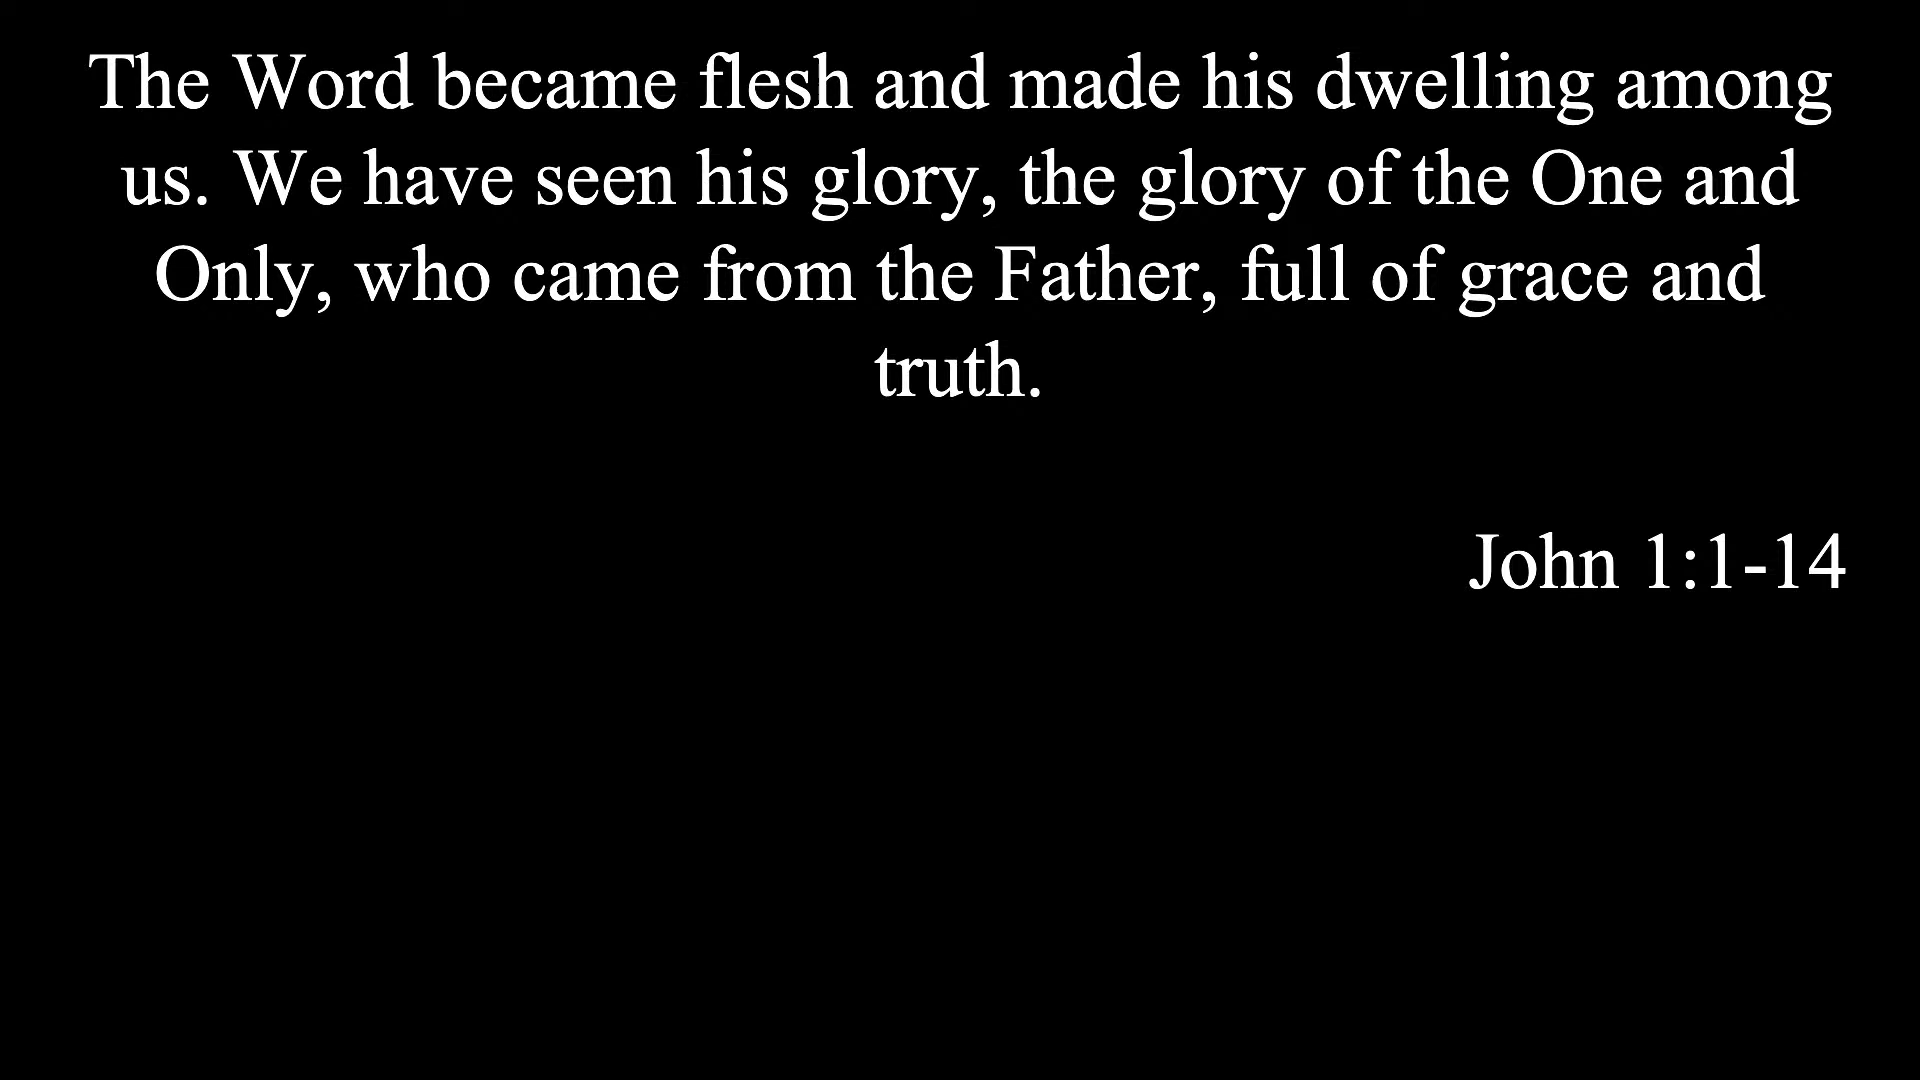 The Word became flesh and made his dwelling among
us. We have seen his glory, the glory of the One and
Only, who came from the Father, full of grace and
truth.
John 1:1-14